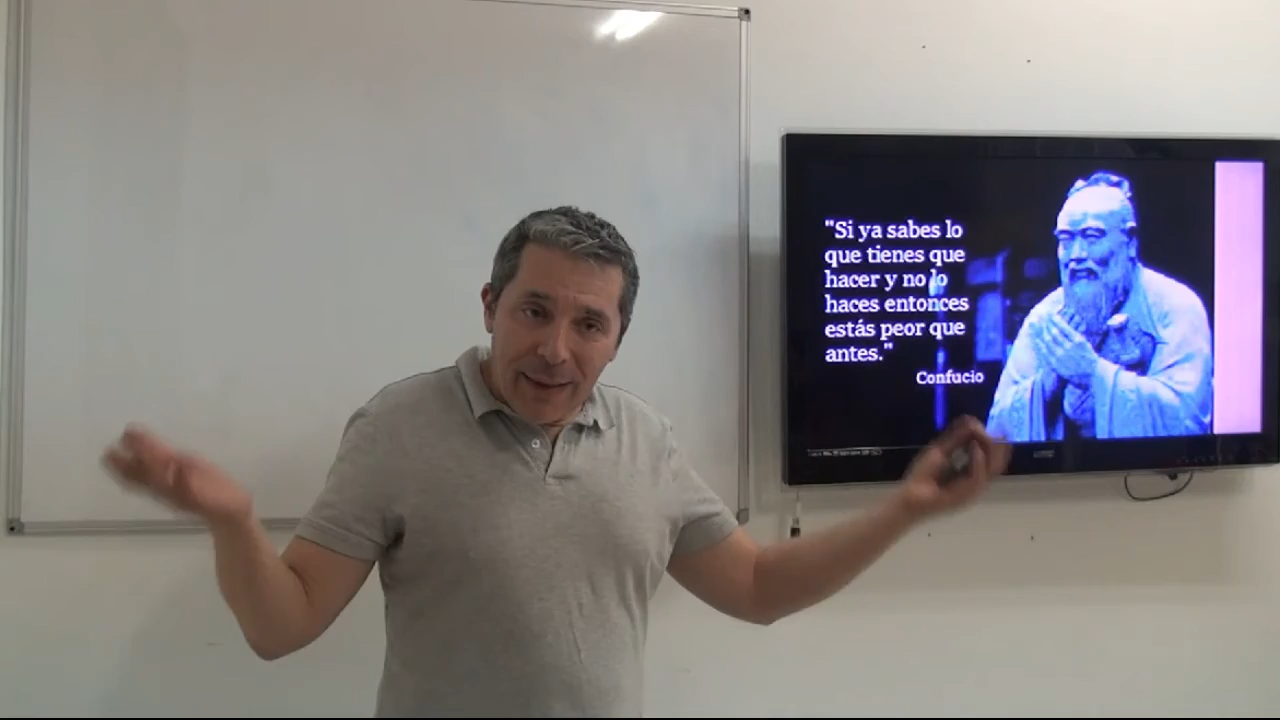 "Si ya sabes lo
que tienes que
hacer y no lo
haces entonces
estás peor que
antes."
Confucio